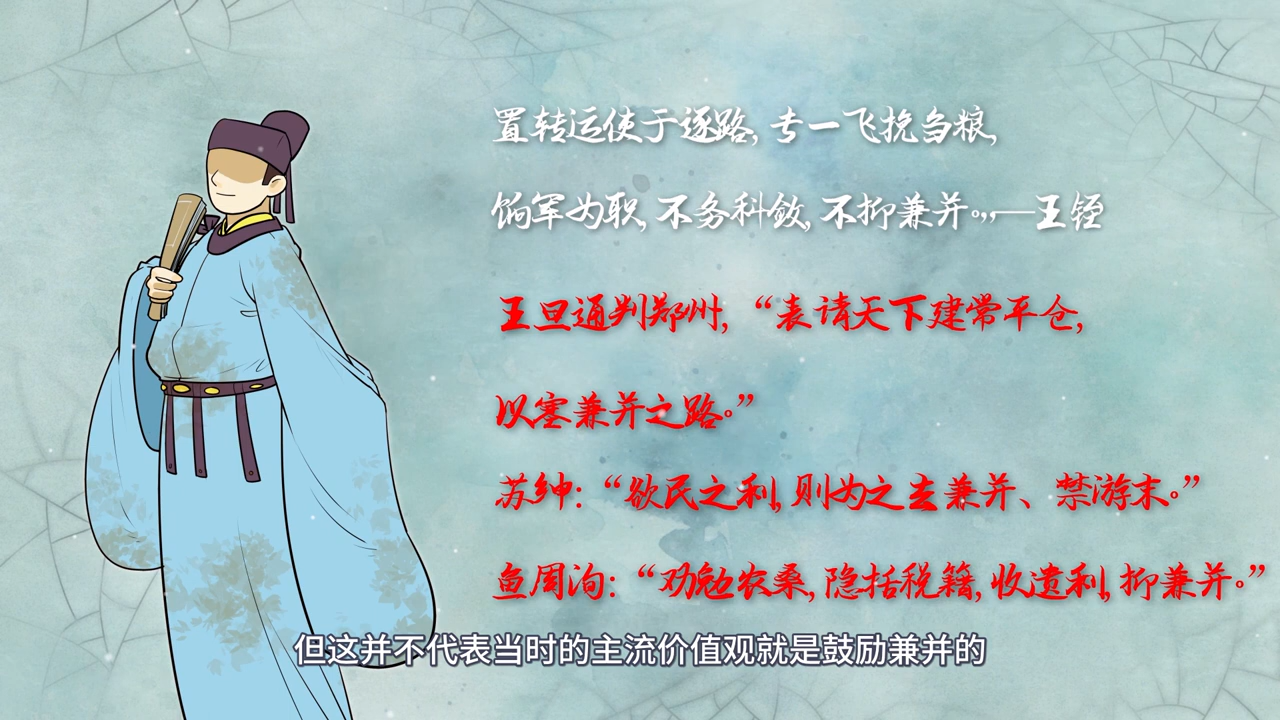 置转运使于逐路，专一飞挽刍粮，
饷军为职，不务科敛，不抑兼并。”—王铚
王旦通判郑州，“表请天下建常平仓，
以塞兼并之路。”
苏绅：“欲民之利，则为之去兼并、禁游末。”
鱼周询：“劝勉农桑，隐括税籍，收遗利，抑兼并。”
但这并不代表当时的主流价值观就是鼓励兼并的